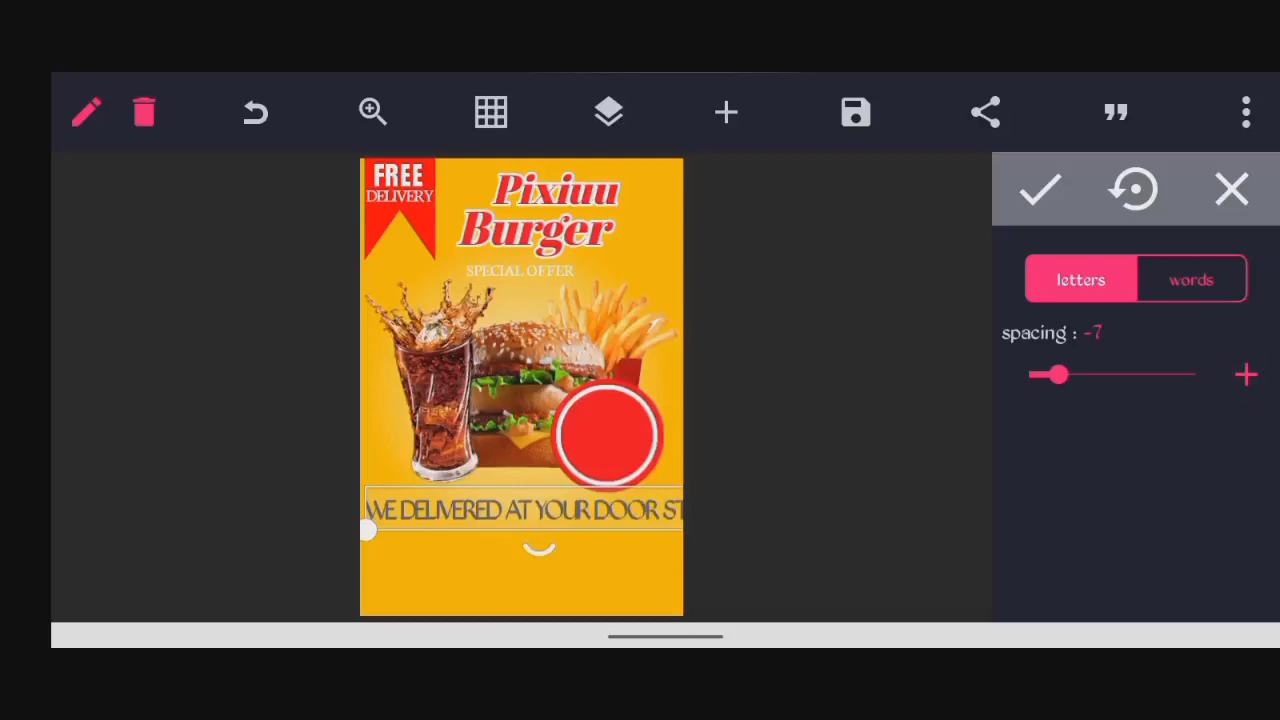 FREE
DELIVERY
Pixiuu
Burger
SPECIAL OFFER
WE DELIVERED AT YOUR DOOR ST
letters
words
spacing : -7